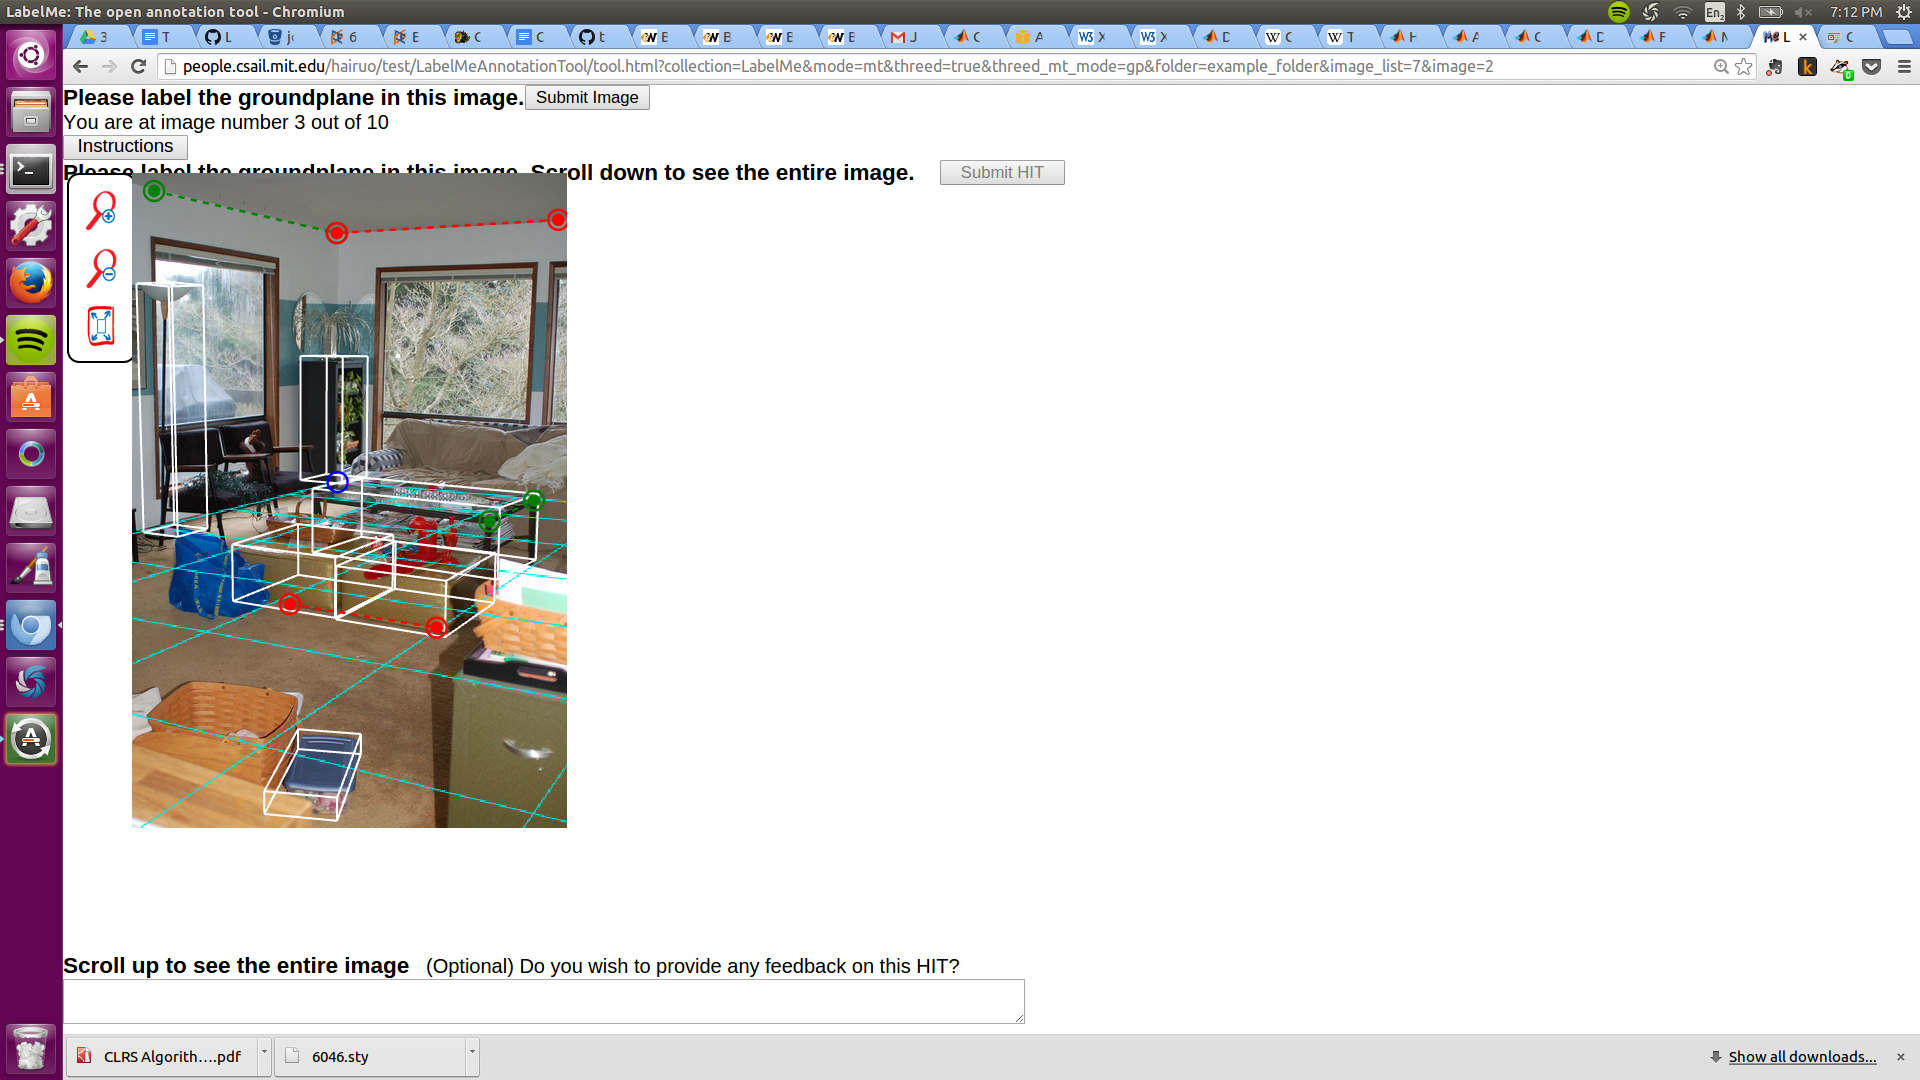 LabelMe: The open annotation tool - Chromium
En2
7:12 PM
3 T L j( 6 E C C t E B E E J C A X X D C T H A C D F N L × C
people.csail.mit.edu/hairuo/test/LabelMeAnnotationTool/tool.html?collection=LabelMe&mode=mt&threed=true&threed_mt_mode=gp&folder=example_folder&image_list=7&image=2
0
Please label the groundplane in this image. Submit Image
You are at image number 3 out of 10
Instructions
Please label the groundplane in this image. Scroll down to see the entire image. Submit HIT
Scroll up to see the entire image (Optional) Do you wish to provide any feedback on this HIT?
CLRS Algorith....pdf 6046.sty Show all downloads... ×